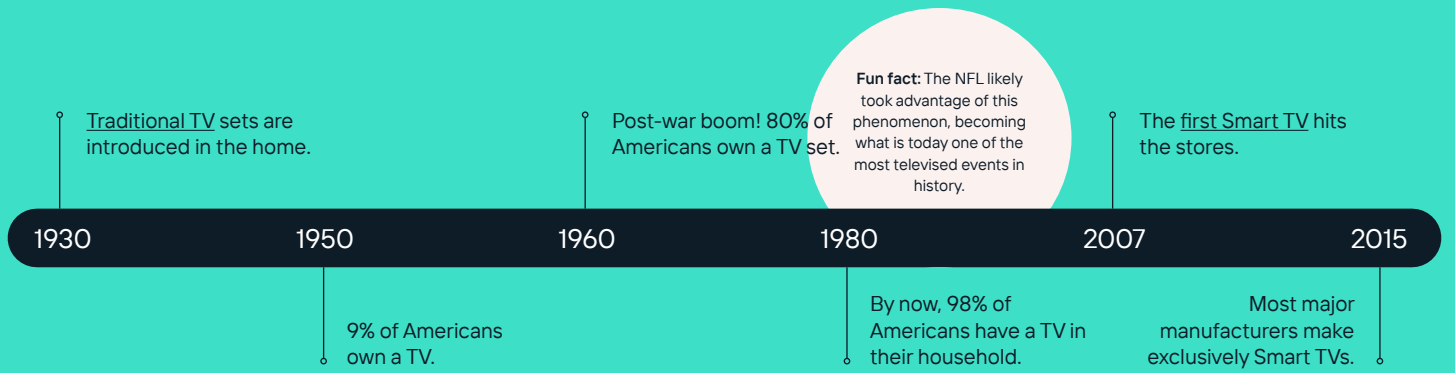 Fun fact: The NFL likely
took advantage of this
phenomenon, becoming
what is today one of the
most televised events in
history.
Traditional TV sets are
introduced in the home.
Post-war boom! 80% of
Americans own a TV set.
The first Smart TV hits
the stores.
1930
1950
1960
1980
2007
2015
9% of Americans
own a TV.
By now, 98% of
Americans have a TV in
their household.
Most major
manufacturers make
exclusively Smart TVs.